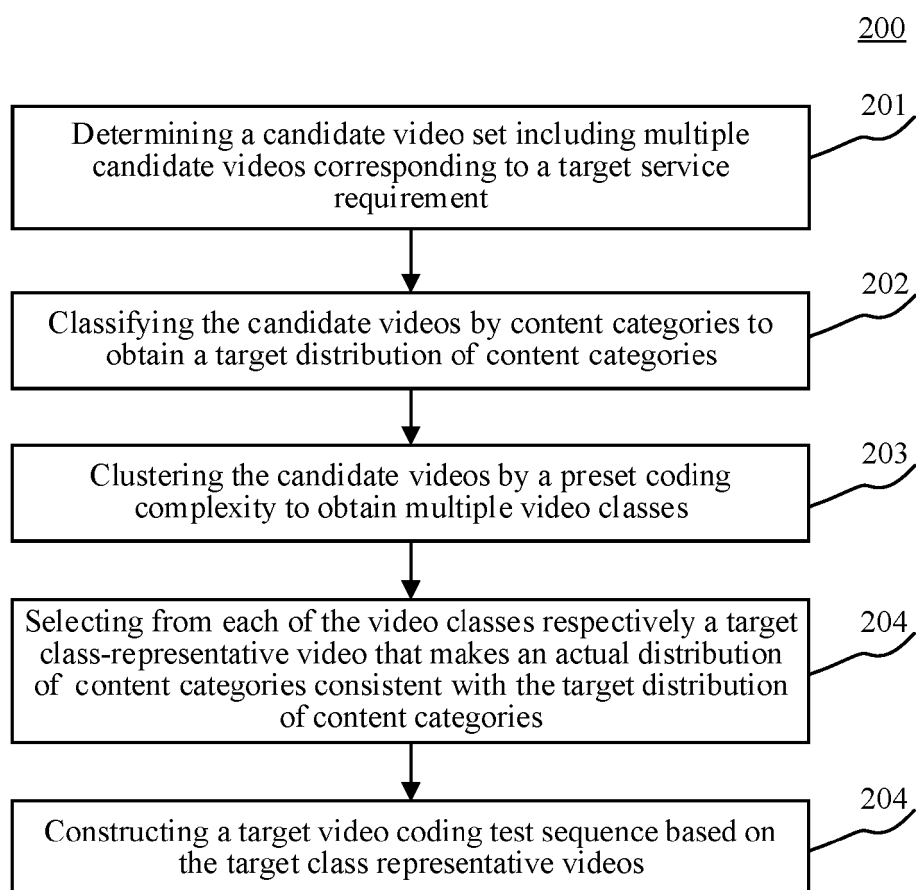 200
201
Determining a candidate video set including multiple
candidate videos corresponding to a target service
requirement
202
Classifying the candidate videos by content categories to
obtain a target distribution of content categories
203
Clustering the candidate videos by a preset coding
complexity to obtain multiple video classes
204
Selecting from each of the video classes respectively a target
class-representative video that makes an actual distribution
of content categories consistent with the target distribution
of content categories
204
Constructing a target video coding test sequence based on
the target class representative videos